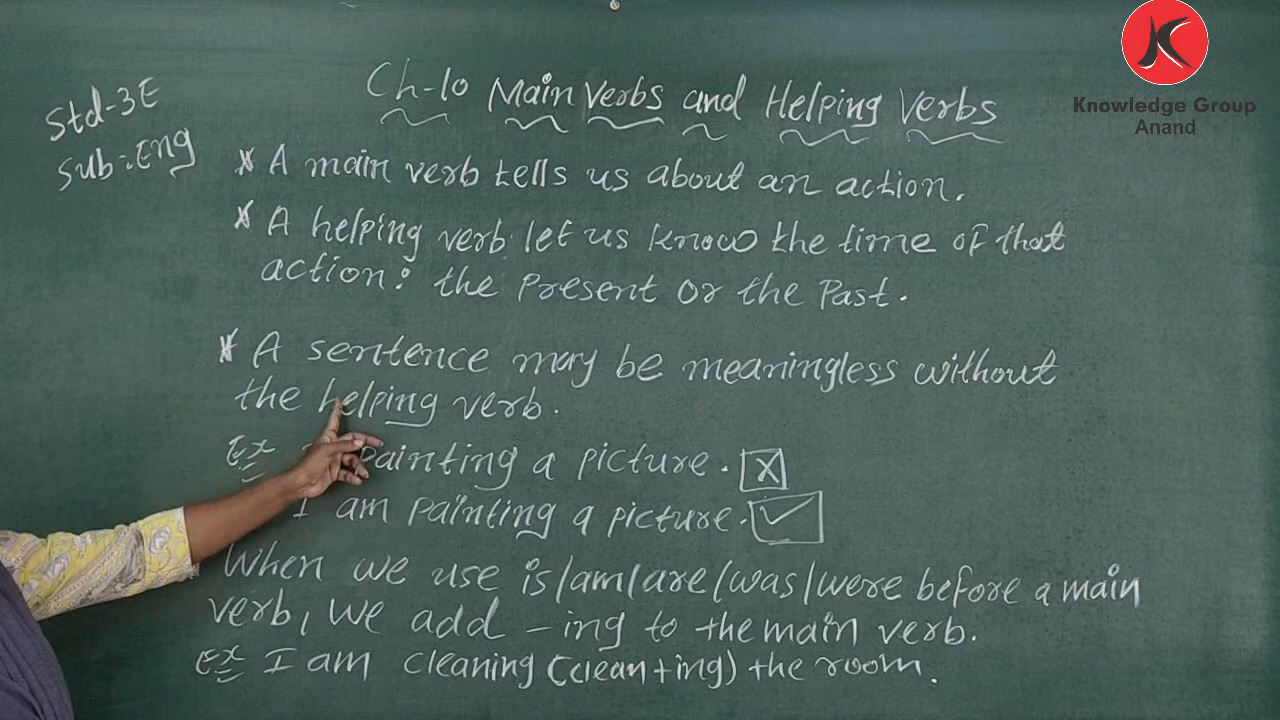 Ch-10 Main Verbs and Helping Verbs
Std-3E
Sub:Eng
Knowledge Group
Anand
* A main verb tells us about an action.
* A helping verb let us know the time of that
action: the Present or the Past.
* A sentence may be meaningless without
the helping verb.
Ex Painting a picture. X
I am Painting a picture. ✓
When we use is/am/are/was/were before a main
verb, We add -ing to the main verb.
Ex I am cleaning (clean+ing) the room.